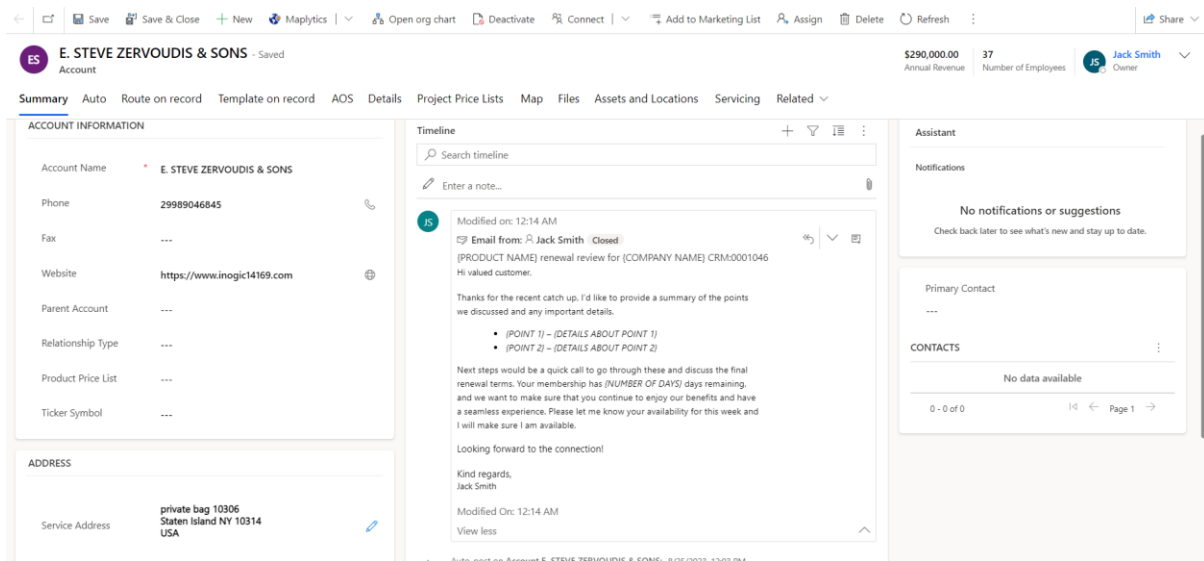 Save
Save & Close
New
Maplytics
Open org chart
Deactivate
Connect
Add to Marketing List
Assign
Delete
Refresh
Share
ES
E. STEVE ZERVOUDIS & SONS - Saved
Account
$290,000.00
Annual Revenue
37
Number of Employees
JS
Jack Smith
Owner
Summary Auto Route on record Template on record AOS Details Project Price Lists Map Files Assets and Locations Servicing Related
ACCOUNT INFORMATION
Account Name * E. STEVE ZERVOUDIS & SONS
Phone 29989046845
Fax ---
Website https://www.inogic14169.com
Parent Account ---
Relationship Type ---
Product Price List ---
Ticker Symbol ---
ADDRESS
Service Address
private bag 10306
Staten Island NY 10314
USA
Timeline
Search timeline
Enter a note...
JS
Modified on: 12:14 AM
Email from: Jack Smith Closed
{PRODUCT NAME} renewal review for {COMPANY NAME} CRM:0001046
Hi valued customer,
Thanks for the recent catch up, I'd like to provide a summary of the points
we discussed and any important details.
• {POINT 1} – {DETAILS ABOUT POINT 1}
• {POINT 2} – {DETAILS ABOUT POINT 2}
Next steps would be a quick call to go through these and discuss the final
renewal terms. Your membership has {NUMBER OF DAYS} days remaining,
and we want to make sure that you continue to enjoy our benefits and have
a seamless experience. Please let me know your availability for this week and
I will make sure I am available.
Looking forward to the connection!
Kind regards,
Jack Smith
Modified On: 12:14 AM
View less
Auto-post on Account E. STEVE ZERVOUDIS & SONS:
Assistant
Notifications
No notifications or suggestions
Check back later to see what's new and stay up to date.
Primary Contact
---
CONTACTS
No data available
0 - 0 of 0
Page 1